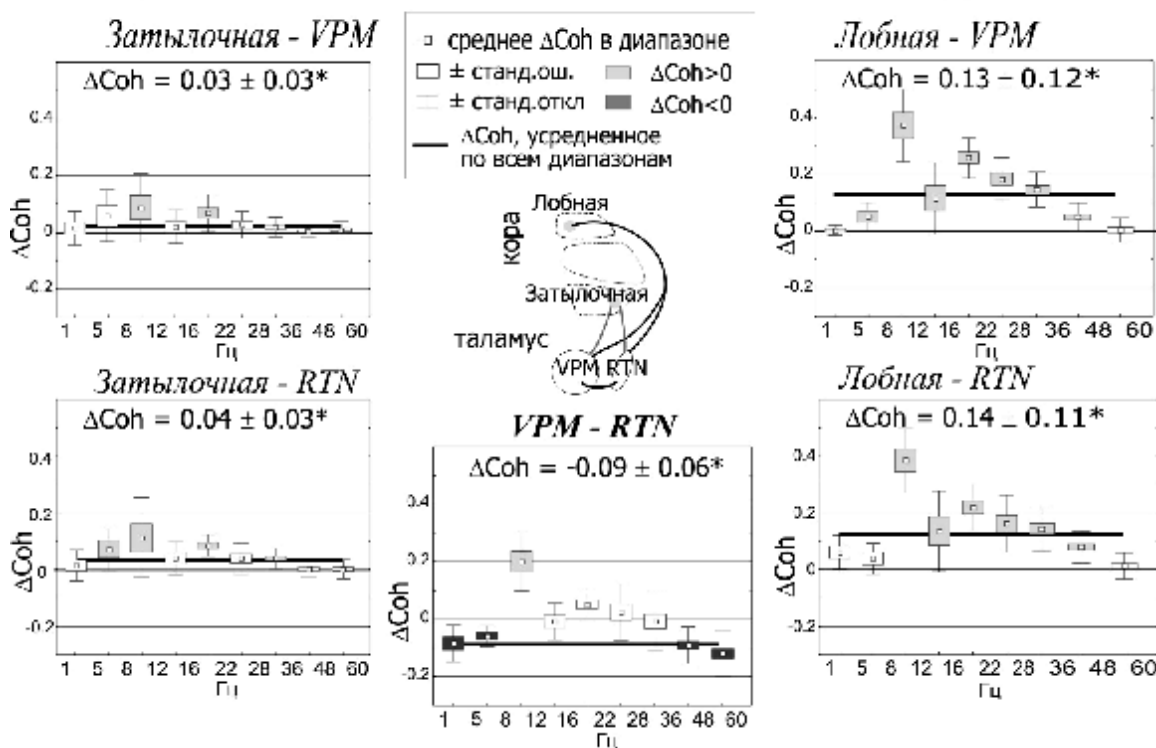 Затылочная - VPM
ΔCoh = 0.03 ± 0.03*
0.4
0.2
0
-0.2
ΔCoh
1 5 8 12 16 22 28 36 48 60
Гц
среднее ΔCoh в диапазоне
± станд.ош.
ΔCoh>0
± станд.откл
ΔCoh<0
ΔCoh, усредненное
по всем диапазонам
Лобная
кора
Затылочная
таламус
VPM RTN
Лобная - VPM
ΔCoh = 0.13 – 0.12*
0.4
0.2
0
-0.2
ΔCoh
1 5 8 12 16 22 28 36 48 60
Гц
Затылочная - RTN
ΔCoh = 0.04 ± 0.03*
0.4
0.2
0
-0.2
ΔCoh
1 5 8 12 16 22 28 36 48 60
Гц
VPM - RTN
ΔCoh = -0.09 ± 0.06*
0.4
0.2
0
-0.2
ΔCoh
1 5 8 12 16 22 28 36 48 60
Гц
Лобная - RTN
ΔCoh = 0.14 _ 0.11*
0.4
0.2
0
-0.2
ΔCoh
1 5 8 12 16 22 28 36 48 60
Гц